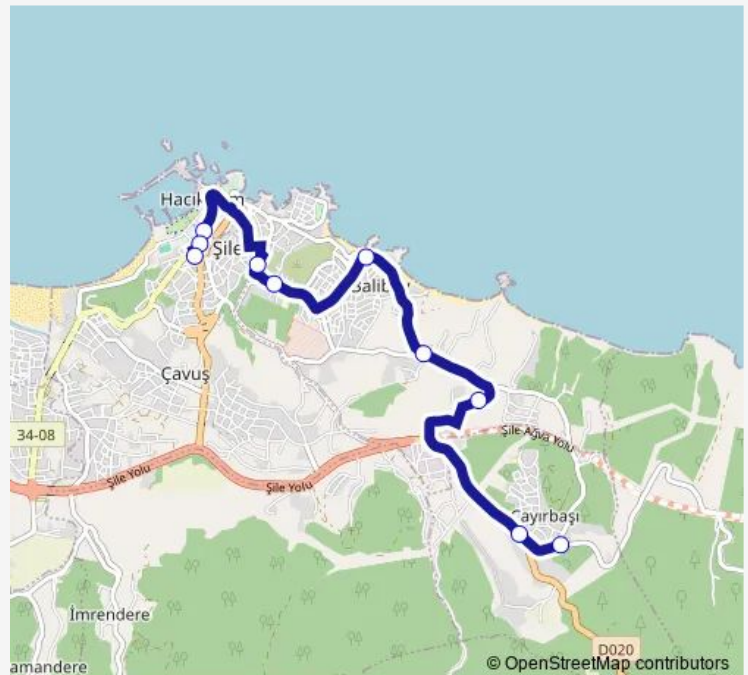 Şile
Çavuş
34-08
Şile Yolu
Şile Yolu
Şile Ağva Yolu
Çayırbaşı
İmrendere
D020
© OpenStreetMap contributors